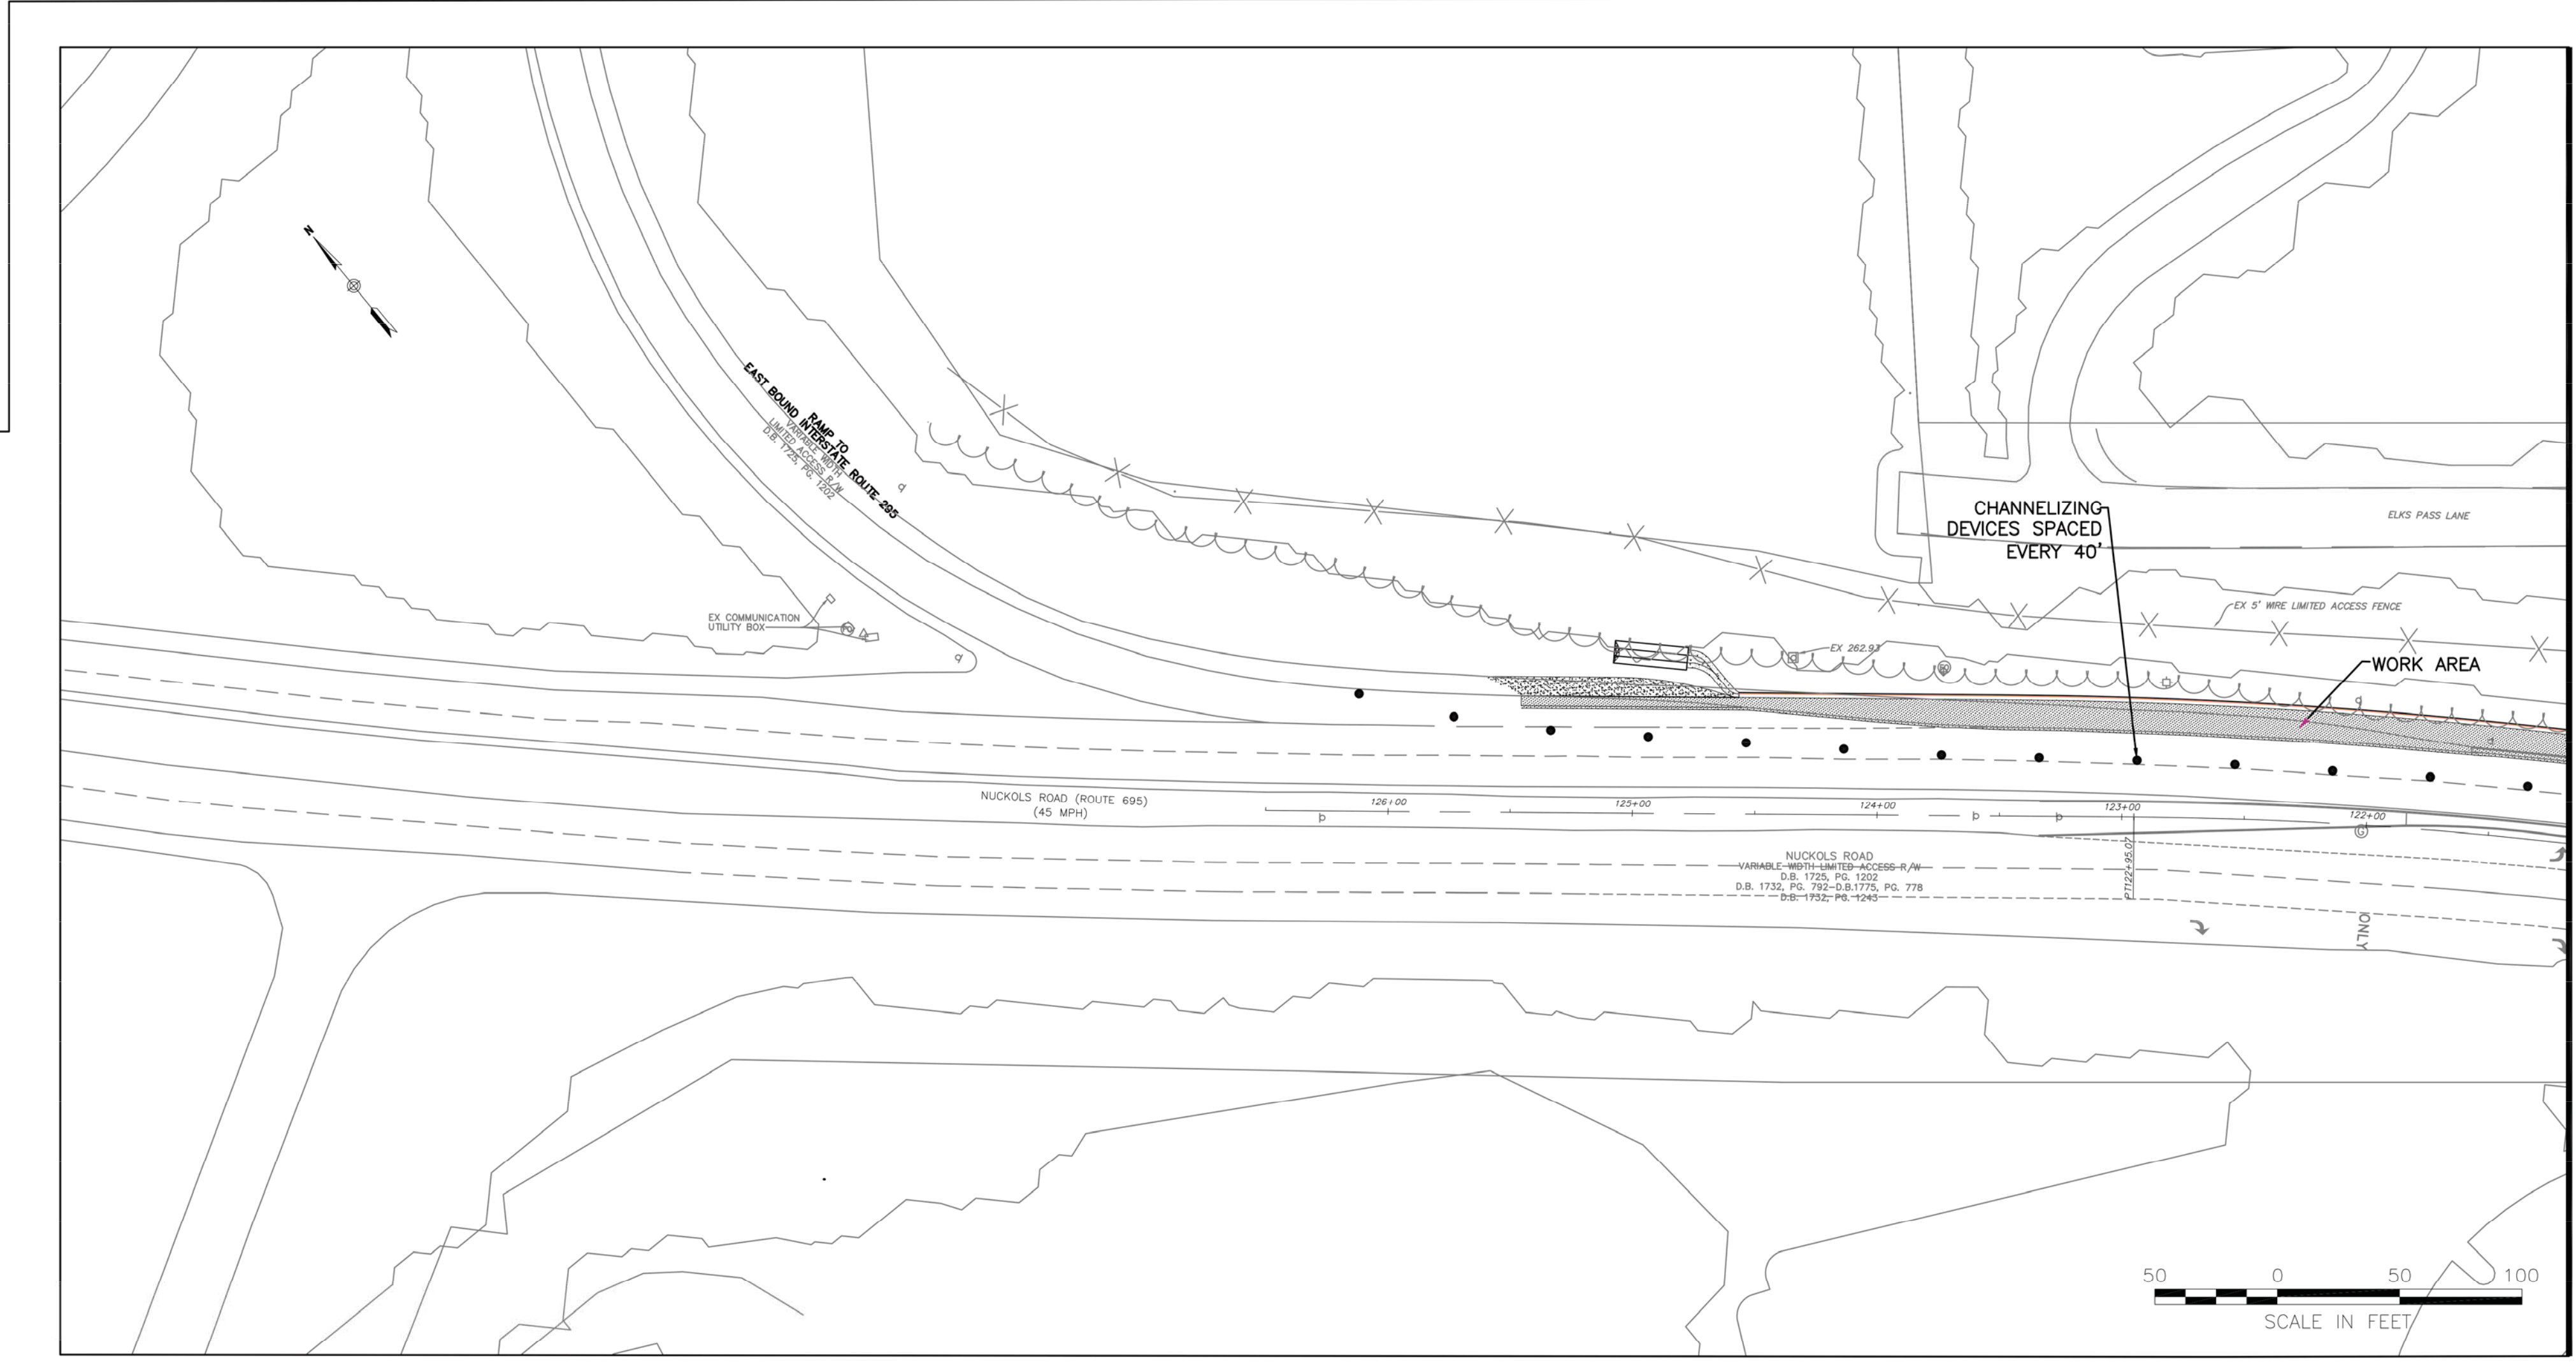 N
RAMP TO
EAST BOUND INTERSTATE ROUTE 295
VARIABLE WIDTH
LIMITED ACCESS R/W
D.B. 1725, PG. 1202
CHANNELIZING
DEVICES SPACED
EVERY 40'
ELKS PASS LANE
EX COMMUNICATION
UTILITY BOX
EX 5' WIRE LIMITED ACCESS FENCE
EX 262.93
WORK AREA
NUCKOLS ROAD (ROUTE 695)
(45 MPH)
126+00
125+00
124+00
123+00
122+00
G
NUCKOLS ROAD
VARIABLE WIDTH LIMITED ACCESS R/W
D.B. 1725, PG. 1202
D.B. 1732, PG. 792-D.B.1775, PG. 778
D.B. 1732, PG. 1243
PT122+95.07
ONLY
50 0 50 100
SCALE IN FEET